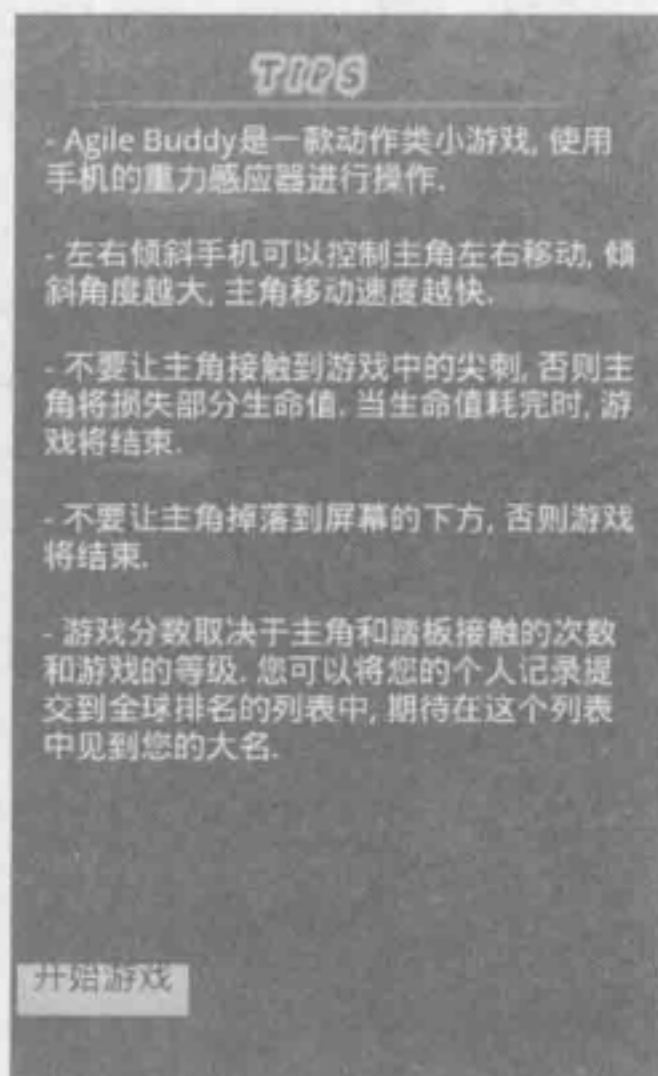 TIPS
- Agile Buddy是一款动作类小游戏, 使用
手机的重力感应器进行操作.
- 左右倾斜手机可以控制主角左右移动, 倾
斜角度越大, 主角移动速度越快.
- 不要让主角接触到游戏中的尖刺, 否则主
角将损失部分生命值. 当生命值耗完时, 游
戏将结束.
- 不要让主角掉落到屏幕的下方, 否则游戏
将结束.
- 游戏分数取决于主角和踏板接触的次数
和游戏的等级. 您可以将您的个人记录提
交到全球排名的列表中, 期待在这个列表
中见到您的大名.
开始游戏